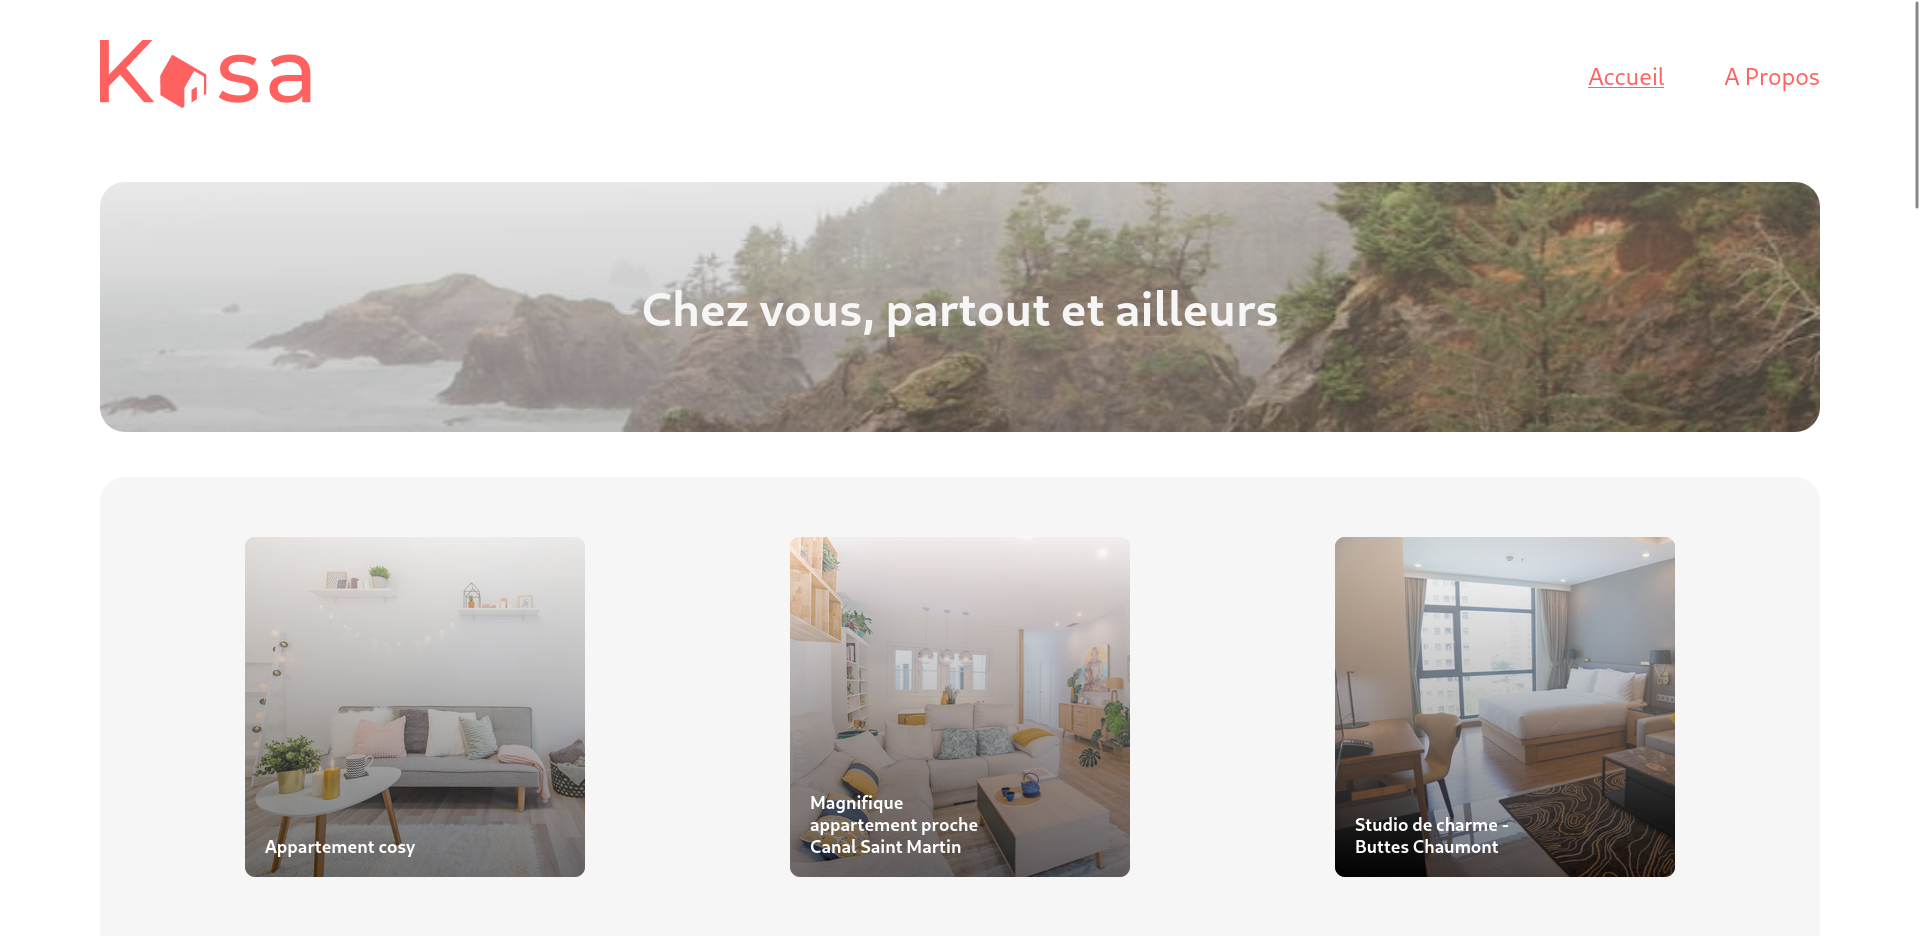 Kasa
Accueil
A Propos
Chez vous, partout et ailleurs
Appartement cosy
Magnifique
appartement proche
Canal Saint Martin
Studio de charme -
Buttes Chaumont